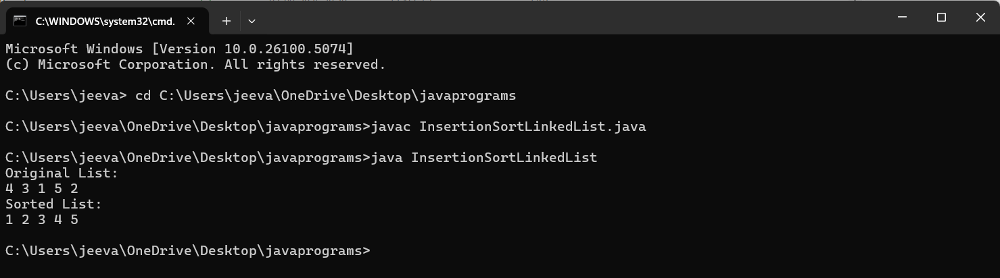 C:\WINDOWS\system32\cmd.
Microsoft Windows [Version 10.0.26100.5074]
(c) Microsoft Corporation. All rights reserved.
C:\Users\jeeva> cd C:\Users\jeeva\OneDrive\Desktop\javaprograms
C:\Users\jeeva\OneDrive\Desktop\javaprograms>javac InsertionSortLinkedList.java
C:\Users\jeeva\OneDrive\Desktop\javaprograms>java InsertionSortLinkedList
Original List:
4 3 1 5 2
Sorted List:
1 2 3 4 5
C:\Users\jeeva\OneDrive\Desktop\javaprograms>